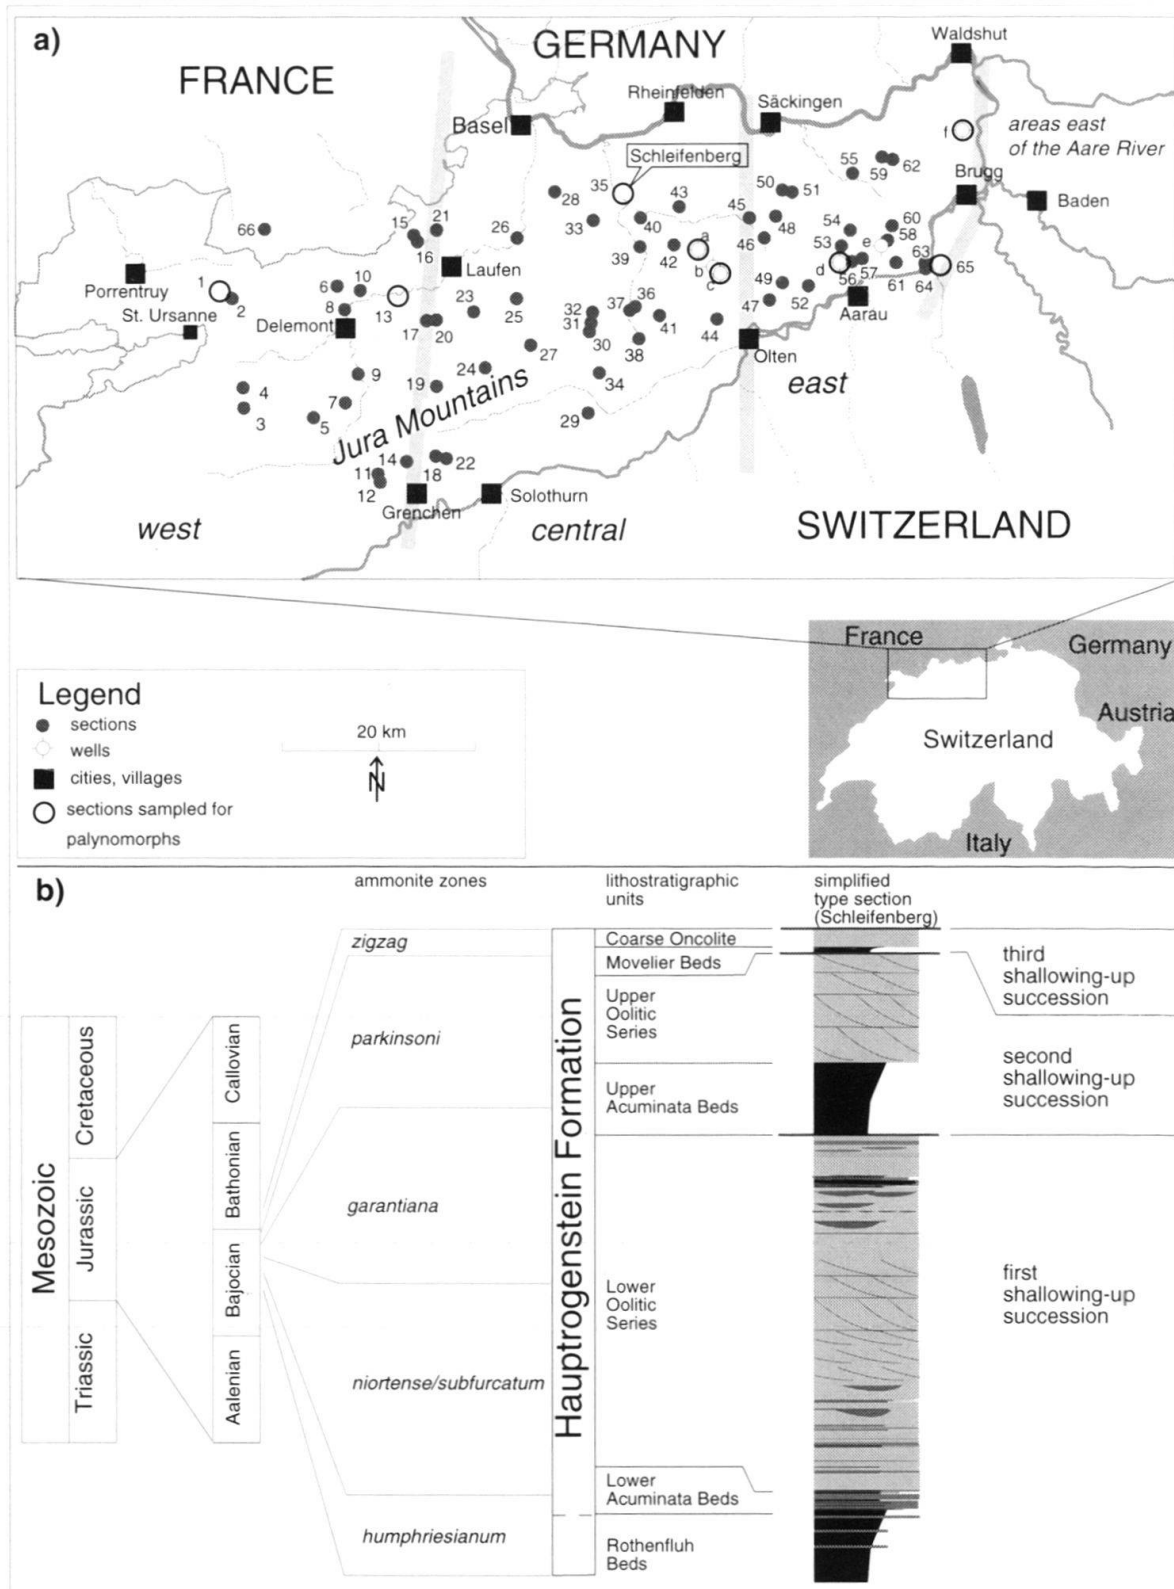 a)
GERMANY
FRANCE
Waldshut
Rheinfelden
Säckingen
Basel
f
areas east
of the Aare River
Schleifenberg
35
55
59
62
Brugg
Baden
28
43
50
51
66
15
21
16
26
33
40
45
48
54
60
53
e
58
39
42
a
46
Laufen
b
c
d
56
57
63
61
64
65
Porrentruy
1
2
6
10
8
13
23
25
32
31
30
37
36
41
49
52
47
44
Aarau
St. Ursanne
Delemont
17
20
27
38
Olten
4
3
9
7
5
19
24
34
29
east
Jura Mountains
14
11
12
18
22
Grenchen
Solothurn
west
central
SWITZERLAND
France
Germany
Austria
Switzerland
Italy
Legend
sections
wells
cities, villages
sections sampled for
palynomorphs
20 km
N
b)
ammonite zones
lithostratigraphic
units
simplified
type section
(Schleifenberg)
Mesozoic
Cretaceous
Jurassic
Triassic
Callovian
Bathonian
Bajocian
Aalenian
zigzag
parkinsoni
garantiana
niortense/subfurcatum
humphriesianum
Hauptrogenstein Formation
Coarse Oncolite
Movelier Beds
Upper
Oolitic
Series
Upper
Acuminata Beds
Lower
Oolitic
Series
Lower
Acuminata Beds
Rothenfluh
Beds
third
shallowing-up
succession
second
shallowing-up
succession
first
shallowing-up
succession